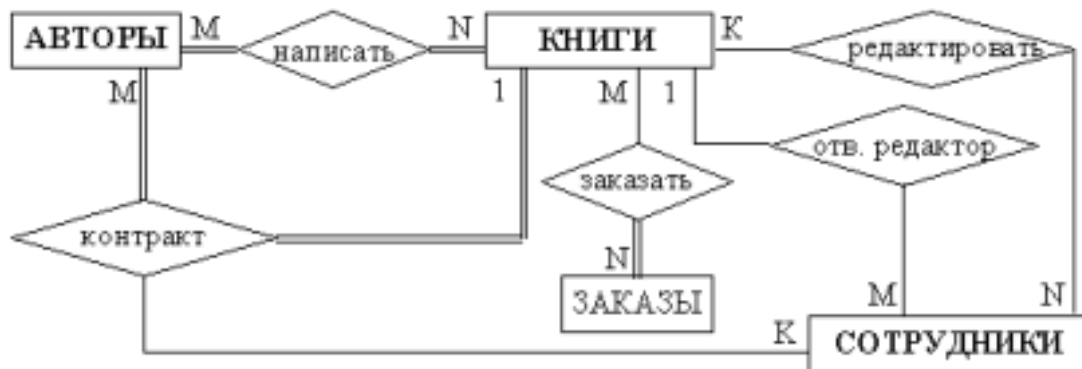 АВТОРЫ M написать N КНИГИ K редактировать
M 1 M 1
отв. редактор
заказать
контракт
N
ЗАКАЗЫ M N
K СОТРУДНИКИ